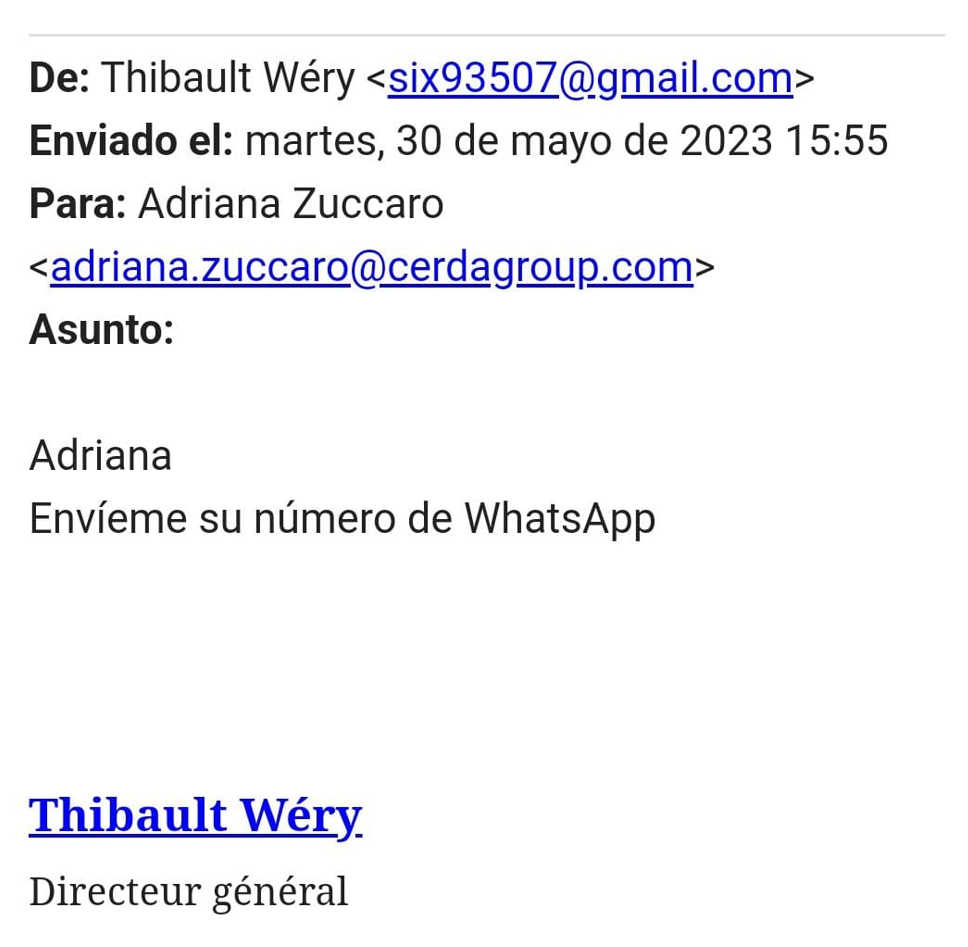 De: Thibault Wéry <six93507@gmail.com>
Enviado el: martes, 30 de mayo de 2023 15:55
Para: Adriana Zuccaro
<adriana.zuccaro@cerdagroup.com>
Asunto:
Adriana
Envíeme su número de WhatsApp
Thibault Wéry
Directeur général